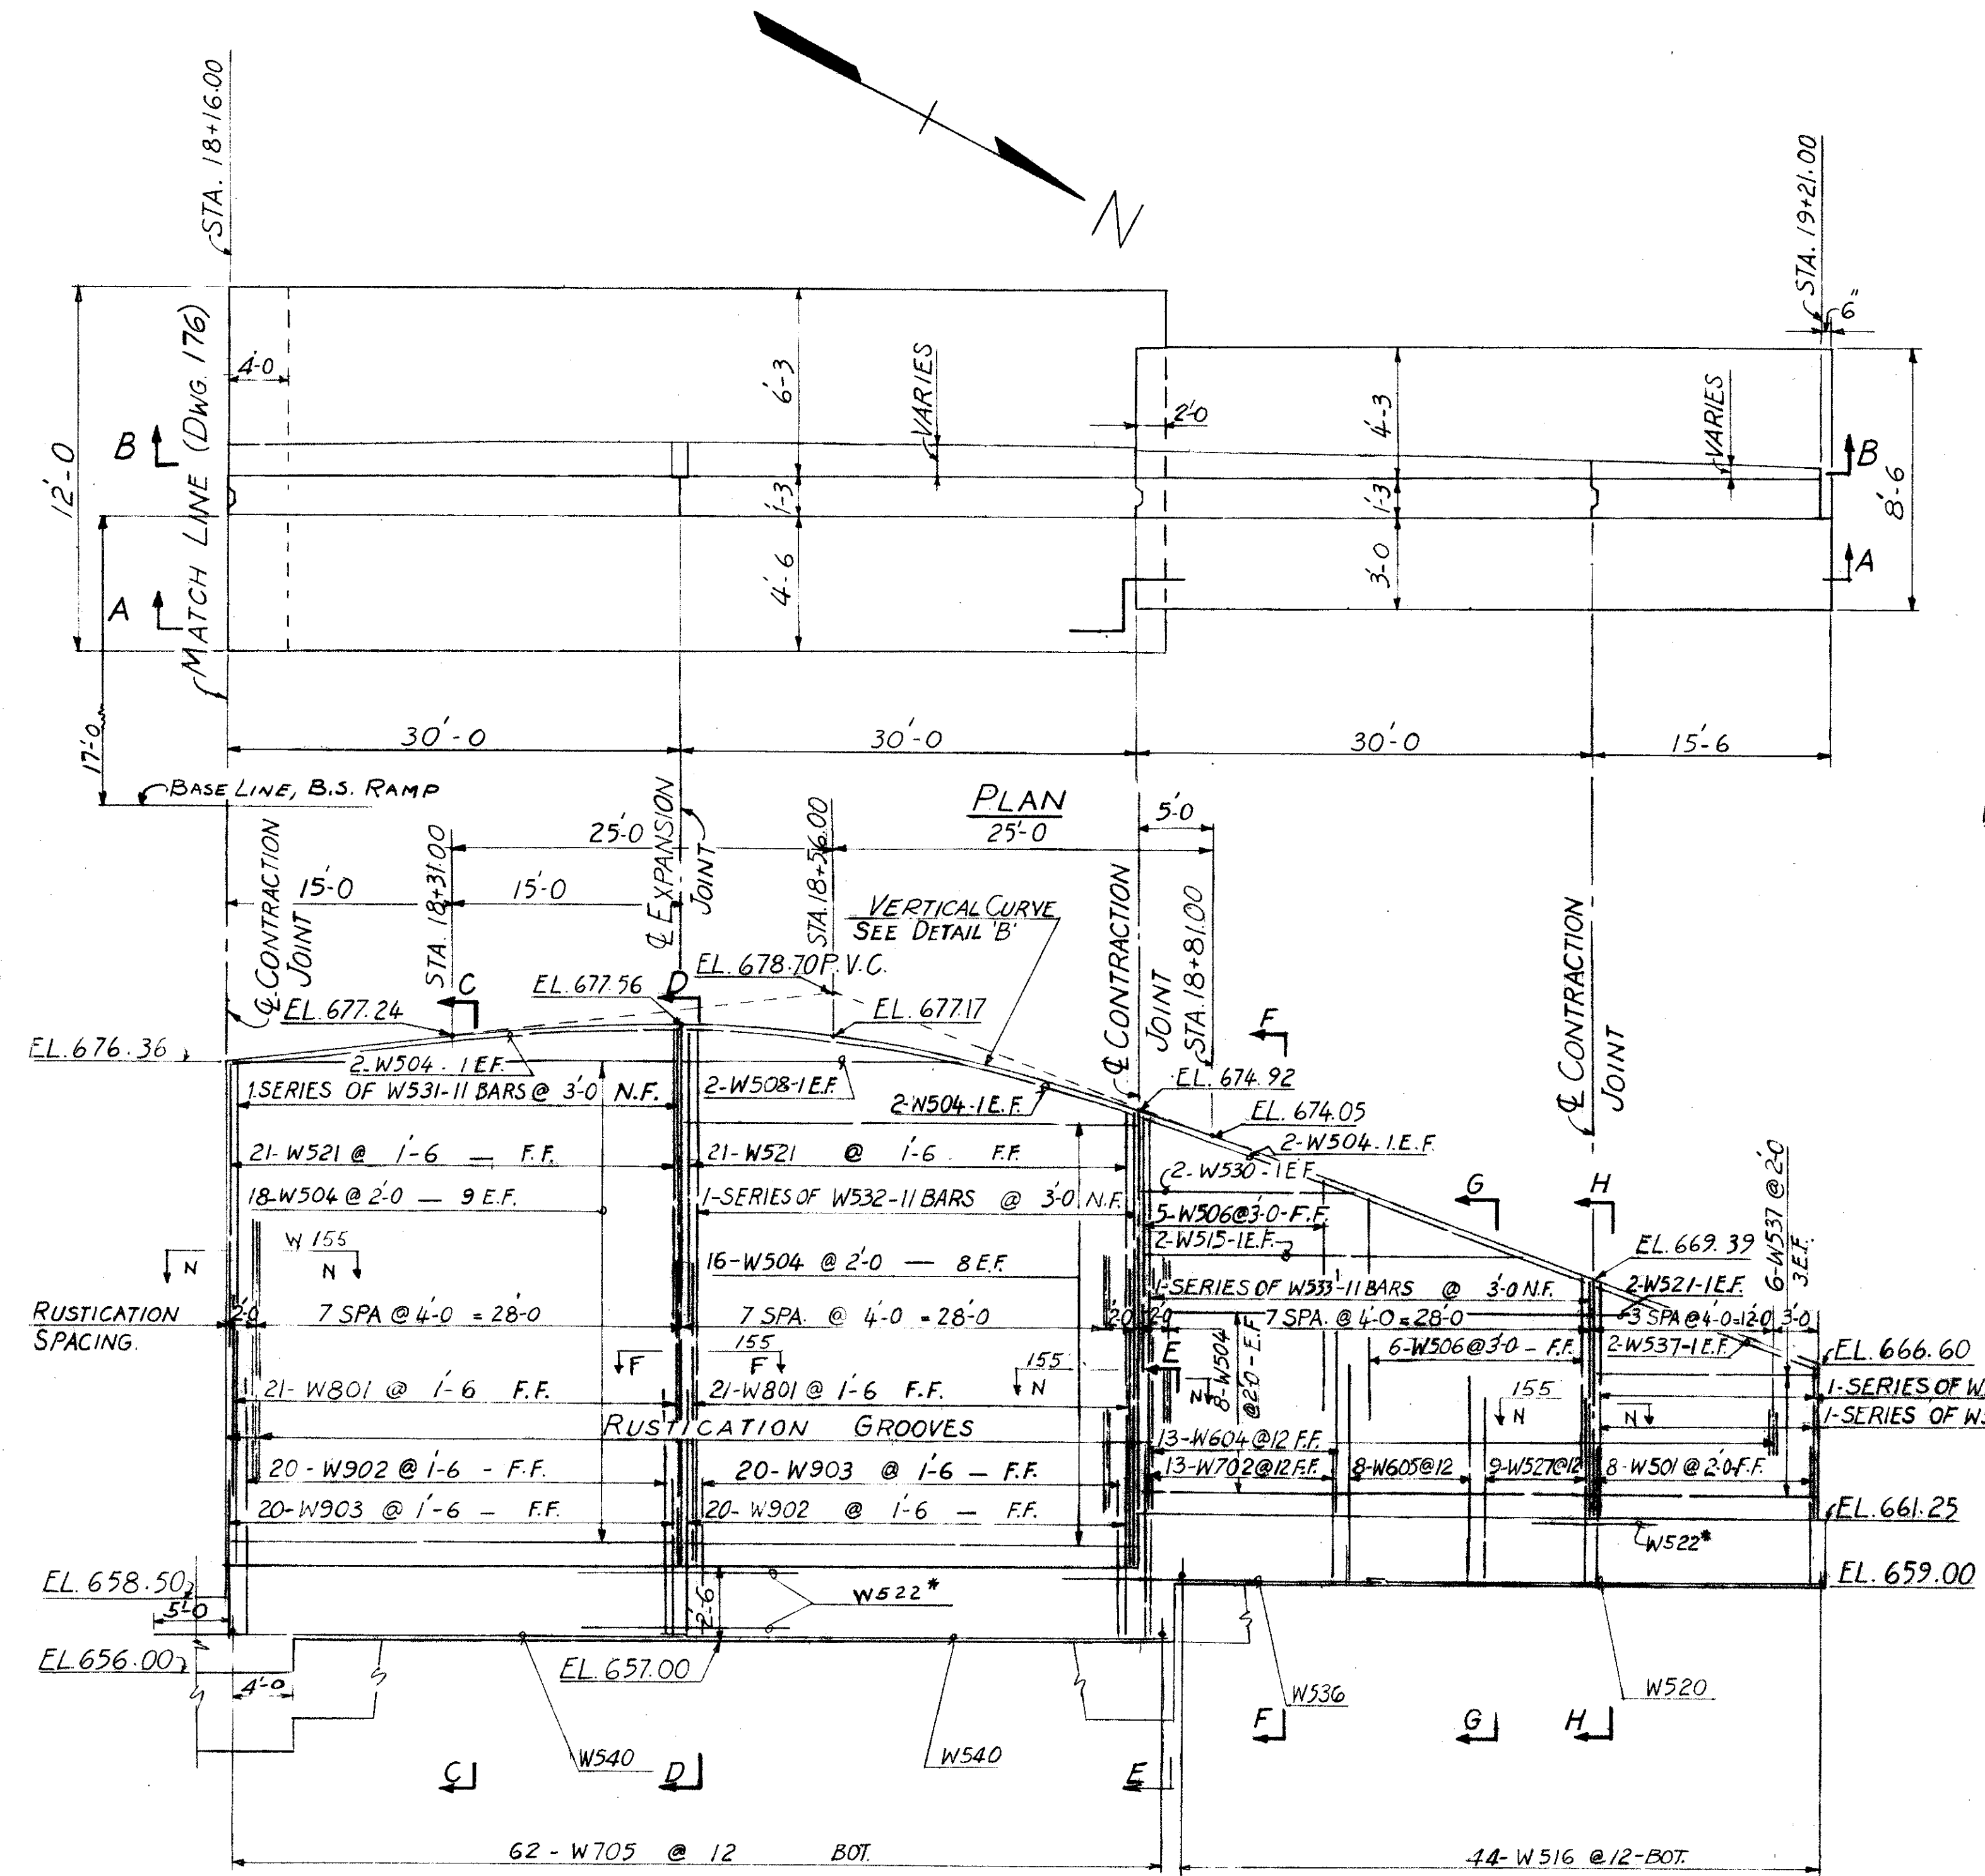 STA. 18+16.00
STA. 19+21.00
N
6"
MATCH LINE (DWG. 176)
12'-0
4'-0
6'-3
VARIES
2'-0
4'-3
VARIES
B
B
8'-6
1'-3
1'-3
A
4'-6
3'-0
A
17'-0
30'-0
30'-0
30'-0
15'-6
BASE LINE, B.S. RAMP
PLAN
℄ CONTRACTION JOINT
STA. 18+31.00
25'-0
℄ EXPANSION JOINT
STA. 18+56.00
25'-0
5'-0
15'-0
15'-0
℄ CONTRACTION JOINT
STA. 18+81.00
℄ CONTRACTION JOINT
VERTICAL CURVE
SEE DETAIL 'B'
C
D
EL. 678.70 P.V.C.
EL. 677.56
EL. 677.24
EL. 677.17
F
EL. 676.36
2-W504-1 E.F.
EL. 674.92
1 SERIES OF W531-11 BARS @ 3'-0 N.F.
2-W508-1 E.F.
2-W504-1 E.F.
EL. 674.05
2-W504-1.E.F.
21-W521 @ 1'-6 — F.F.
21-W521 @ 1'-6 F.F.
2-W530-1 E.F.
18-W504 @ 2'-0 — 9 E.F.
1-SERIES OF W532-11 BARS @ 3'-0 N.F.
G
H
5-W506@3'-0-F.F.
6-W537 @ 2'-0
3.E.F.
W 155
N
N
16-W504 @ 2'-0 — 8 E.F.
2-W515-1E.F.
EL. 669.39
1-SERIES OF W533-11 BARS @ 3'-0 N.F.
2-W521-1E.F.
RUSTICATION
SPACING.
2'-0
7 SPA @ 4'-0 = 28'-0
7 SPA. @ 4'-0 = 28'-0
2'-0
2'-0
7 SPA. @ 4'-0 = 28'-0
3 SPA @ 4'-0=12'-0
3'-0
8-W504
@2'-0-E.F.
6-W506@3'-0 - F.F.
2-W537-1 E.F.
F
155
F
155
N
E
N
155
N
N
EL. 666.60
21-W801 @ 1'-6 F.F.
21-W801 @ 1'-6 F.F.
1-SERIES OF W
1-SERIES OF W5
RUSTICATION GROOVES
13-W604@12 F.F.
20-W902 @ 1'-6 - F.F.
20-W903 @ 1'-6 - F.F.
13-W702@12 F.F.
8-W605@12
9-W527@12
8-W501 @ 2'-0-F.F.
20-W903 @ 1'-6 - F.F.
20-W902 @ 1'-6 — F.F.
EL. 661.25
W522*
EL. 658.50
5'-0
2'-6
W522*
EL. 659.00
EL. 656.00
4'-0
EL. 657.00
W536
W520
F
G
H
W540
W540
C
D
E
62 - W705 @ 12 BOT.
44-W516 @ 12-BOT.